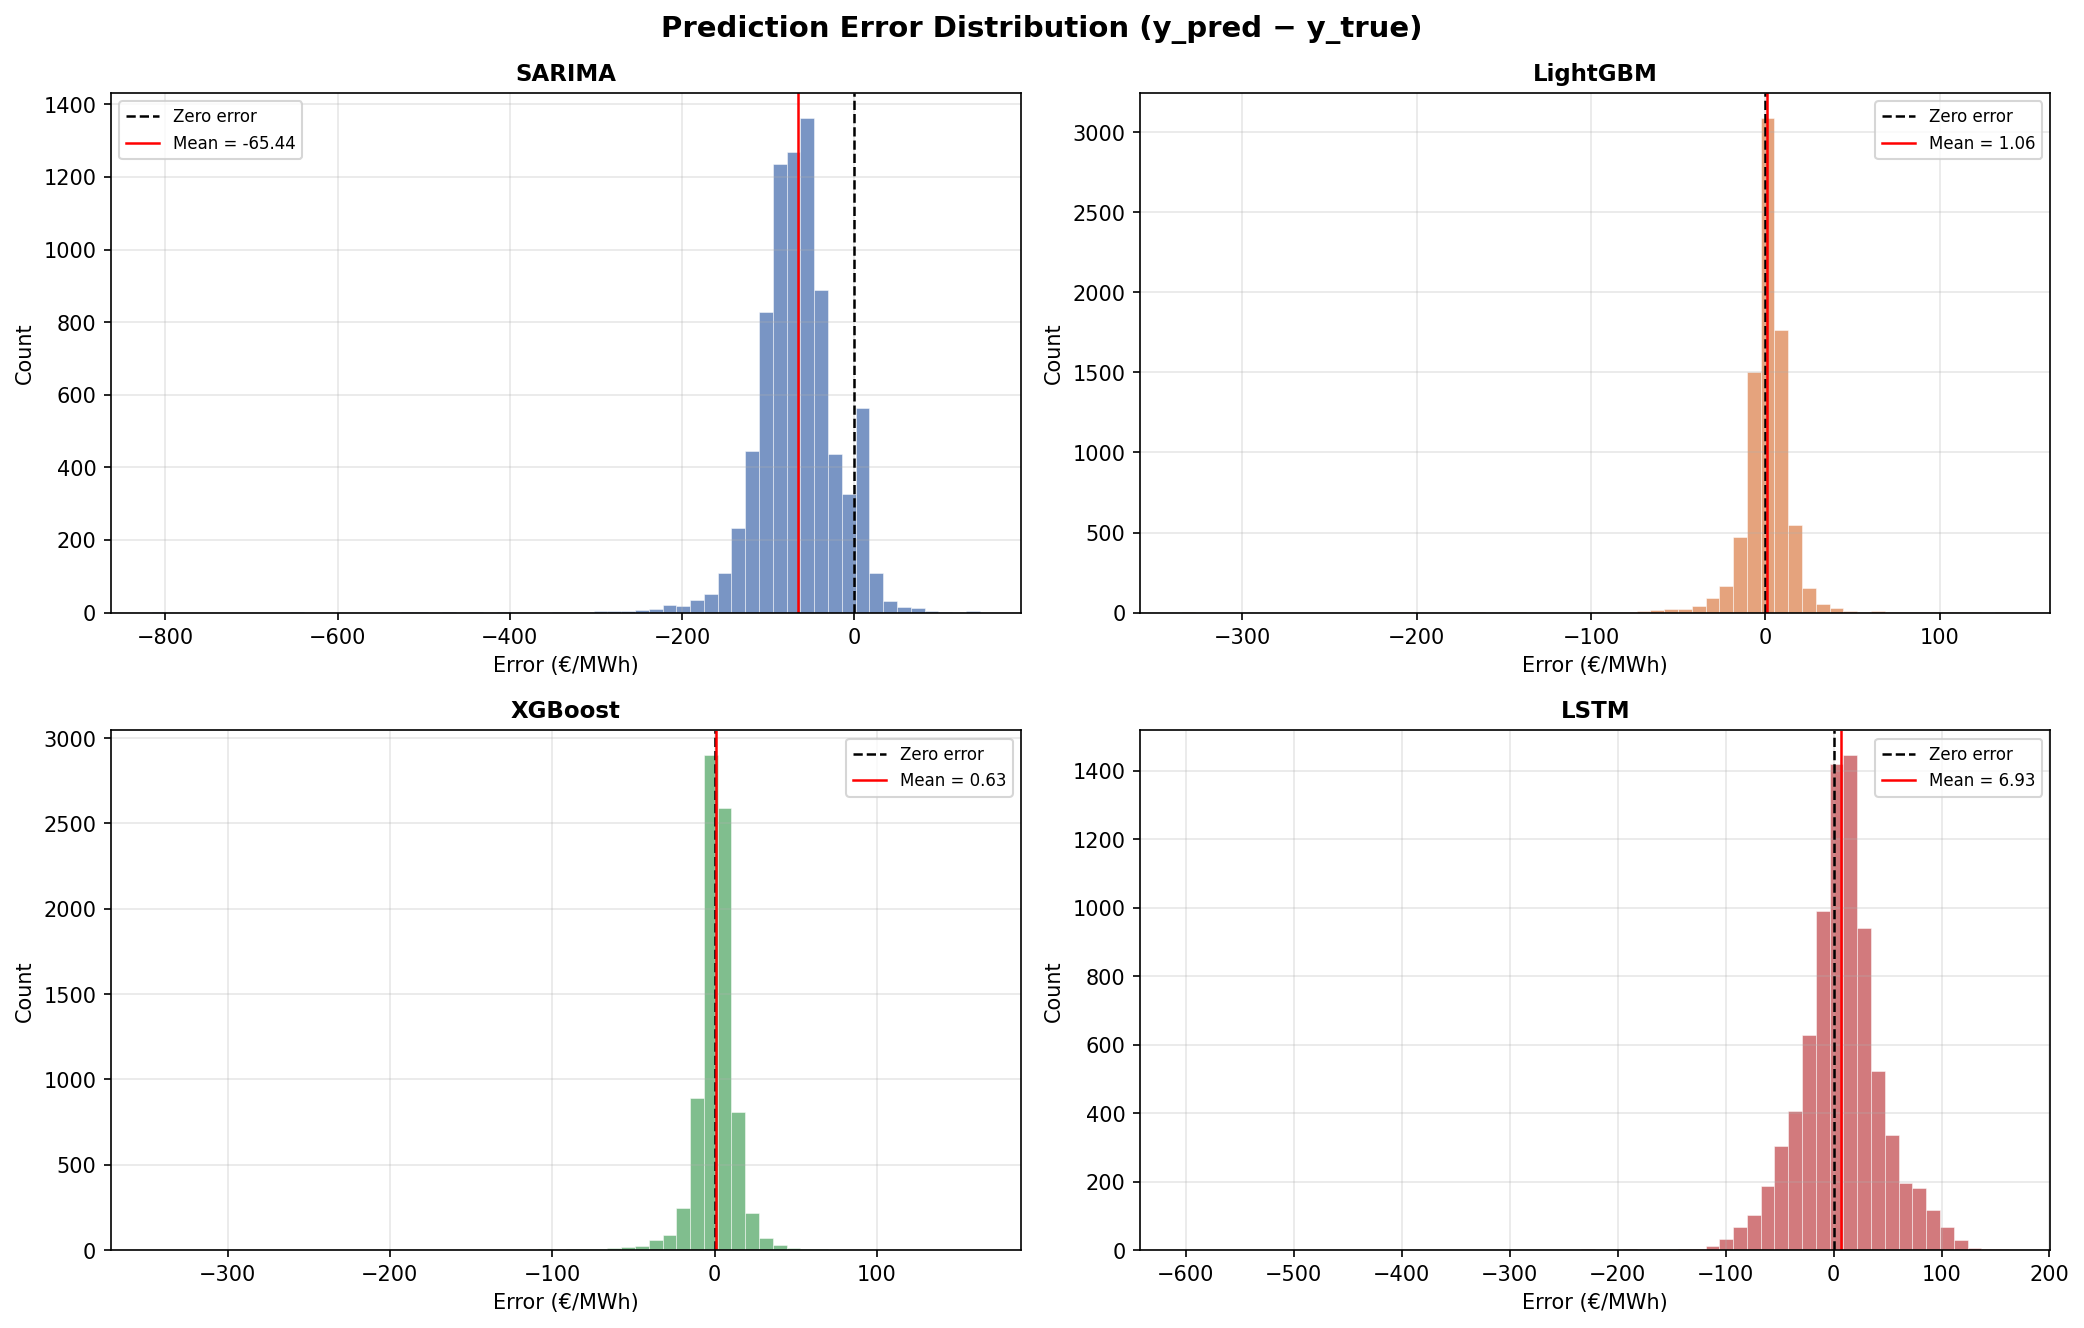 Prediction Error Distribution (y_pred − y_true)
SARIMA
Zero error
Mean = -65.44
Count
1400
1200
1000
800
600
400
200
0
−800 −600 −400 −200 0
Error (€/MWh)
LightGBM
Zero error
Mean = 1.06
Count
3000
2500
2000
1500
1000
500
0
−300 −200 −100 0 100
Error (€/MWh)
XGBoost
Zero error
Mean = 0.63
Count
3000
2500
2000
1500
1000
500
0
−300 −200 −100 0 100
Error (€/MWh)
LSTM
Zero error
Mean = 6.93
Count
1400
1200
1000
800
600
400
200
0
−600 −500 −400 −300 −200 −100 0 100 200
Error (€/MWh)